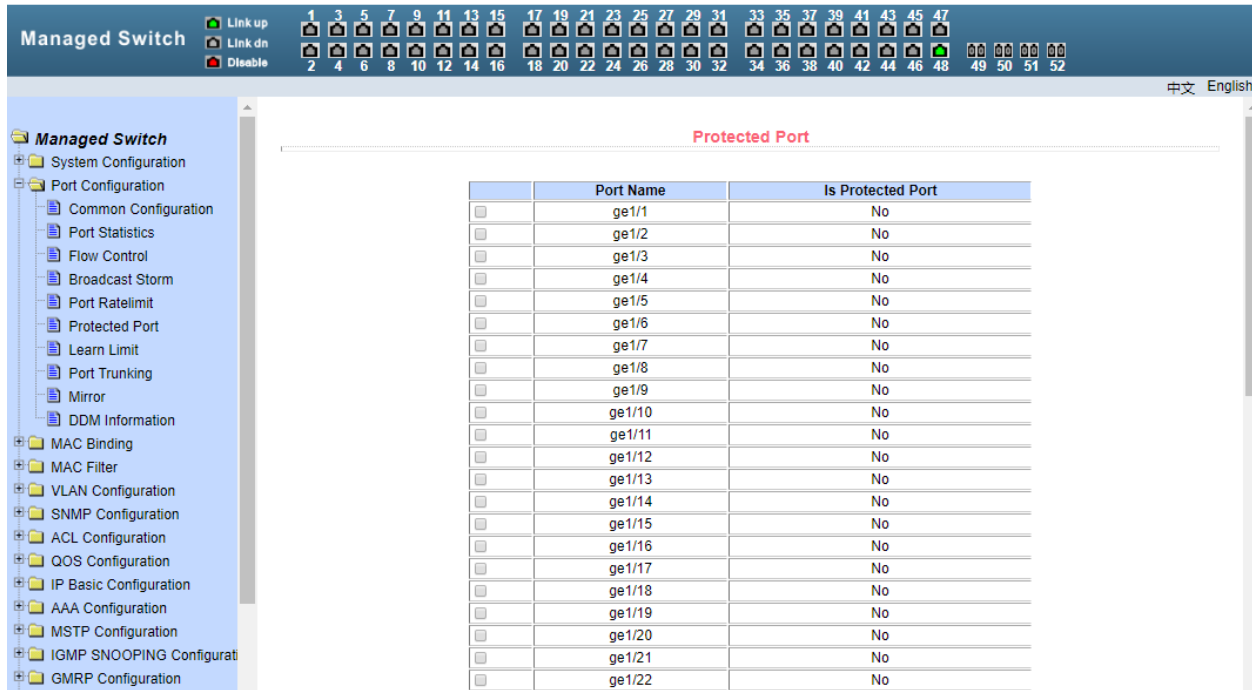 Managed Switch
Link up
Link dn
Disable
1 3 5 7 9 11 13 15 17 19 21 23 25 27 29 31 33 35 37 39 41 43 45 47
2 4 6 8 10 12 14 16 18 20 22 24 26 28 30 32 34 36 38 40 42 44 46 48 49 50 51 52
中文 English
Managed Switch
System Configuration
Port Configuration
Common Configuration
Port Statistics
Flow Control
Broadcast Storm
Port Ratelimit
Protected Port
Learn Limit
Port Trunking
Mirror
DDM Information
MAC Binding
MAC Filter
VLAN Configuration
SNMP Configuration
ACL Configuration
QOS Configuration
IP Basic Configuration
AAA Configuration
MSTP Configuration
IGMP SNOOPING Configurati
GMRP Configuration
Protected Port
Port Name Is Protected Port
ge1/1 No
ge1/2 No
ge1/3 No
ge1/4 No
ge1/5 No
ge1/6 No
ge1/7 No
ge1/8 No
ge1/9 No
ge1/10 No
ge1/11 No
ge1/12 No
ge1/13 No
ge1/14 No
ge1/15 No
ge1/16 No
ge1/17 No
ge1/18 No
ge1/19 No
ge1/20 No
ge1/21 No
ge1/22 No